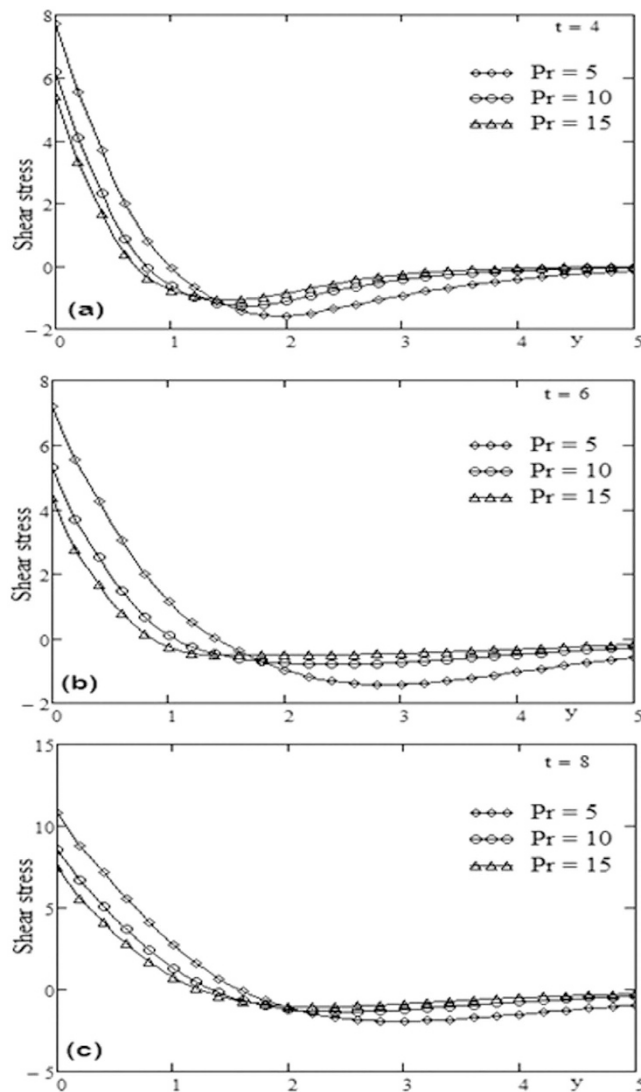 8
t = 4
Pr = 5
6
Pr = 10
Pr = 15
4
Shear stress
2
0
(a)
−2
0 1 2 3 4 5
y
8
t = 6
Pr = 5
6
Pr = 10
Pr = 15
4
Shear stress
2
0
(b)
−2
0 1 2 3 4 5
y
15
t = 8
Pr = 5
10
Pr = 10
Pr = 15
Shear stress
5
0
(c)
−5
0 1 2 3 4 5
y